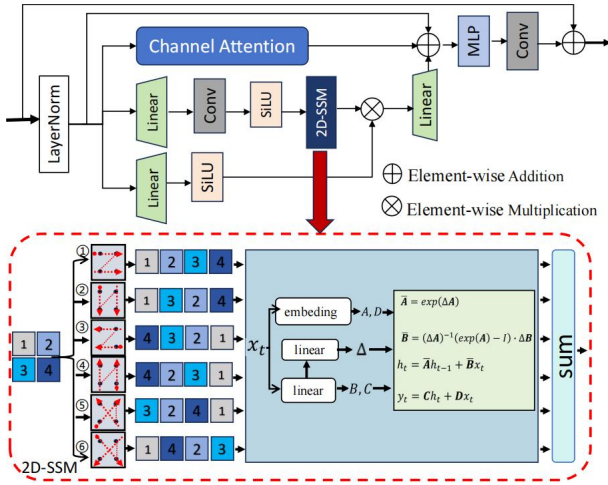 Channel Attention
MLP
Conv
LayerNorm
Linear
Conv
SiLU
2D-SSM
Linear
Linear
SiLU
Element-wise Addition
Element-wise Multiplication
① 1 2 3 4
② 1 3 2 4
③ 4 3 2 1
④ 4 2 3 1
⑤ 3 2 4 1
⑥ 1 4 2 3
1 2
3 4
2D-SSM
x_t
embeding
A, D
linear
Δ
linear
B, C
A̅ = exp(ΔA)
B̅ = (ΔA)⁻¹(exp(A) − I) · ΔB
h_t = A̅h_{t−1} + B̅x_t
y_t = Ch_t + Dx_t
sum